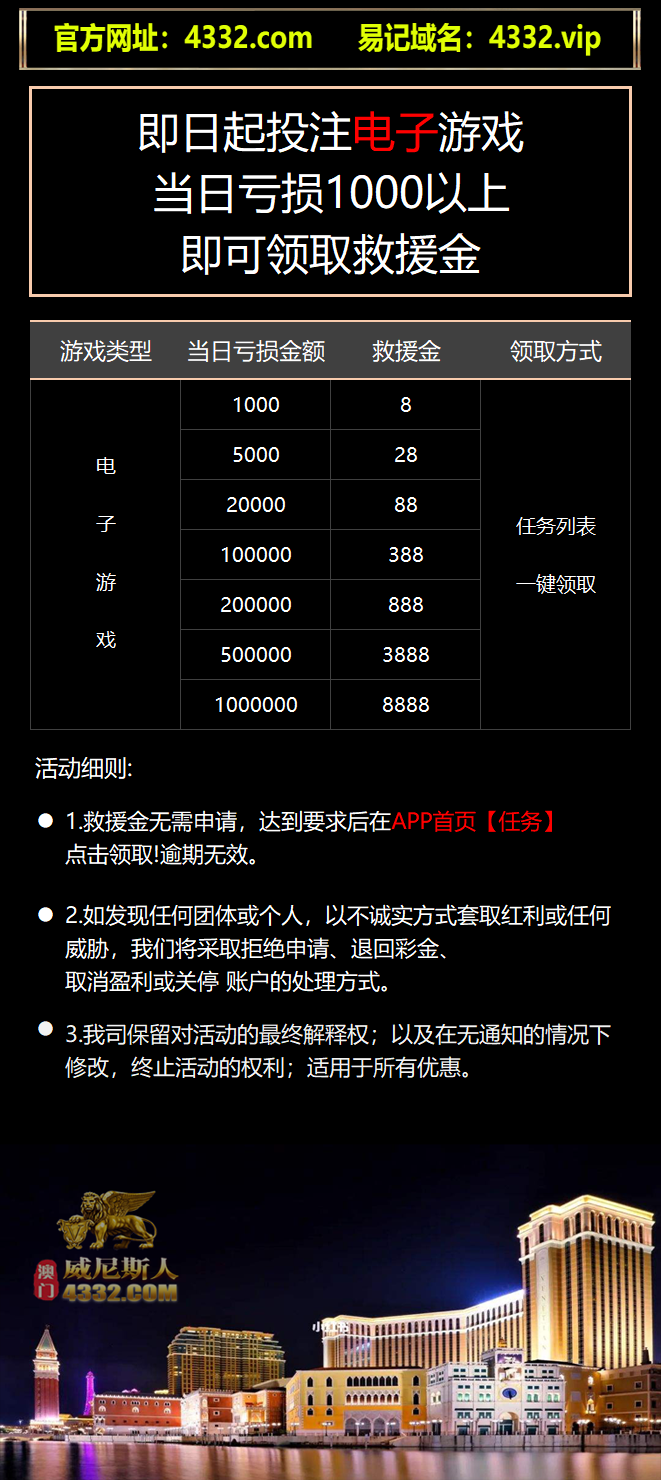 官方网址：4332.com 易记域名：4332.vip
即日起投注电子游戏
当日亏损1000以上
即可领取救援金
游戏类型 当日亏损金额 救援金 领取方式
1000 8
5000 28
20000 88
100000 388
200000 888
500000 3888
1000000 8888
电
子
游
戏
任务列表
一键领取
活动细则:
1.救援金无需申请，达到要求后在APP首页【任务】
点击领取!逾期无效。
2.如发现任何团体或个人，以不诚实方式套取红利或任何
威胁，我们将采取拒绝申请、退回彩金、
取消盈利或关停 账户的处理方式。
3.我司保留对活动的最终解释权；以及在无通知的情况下
修改，终止活动的权利；适用于所有优惠。
澳门 威尼斯人
4332.COM